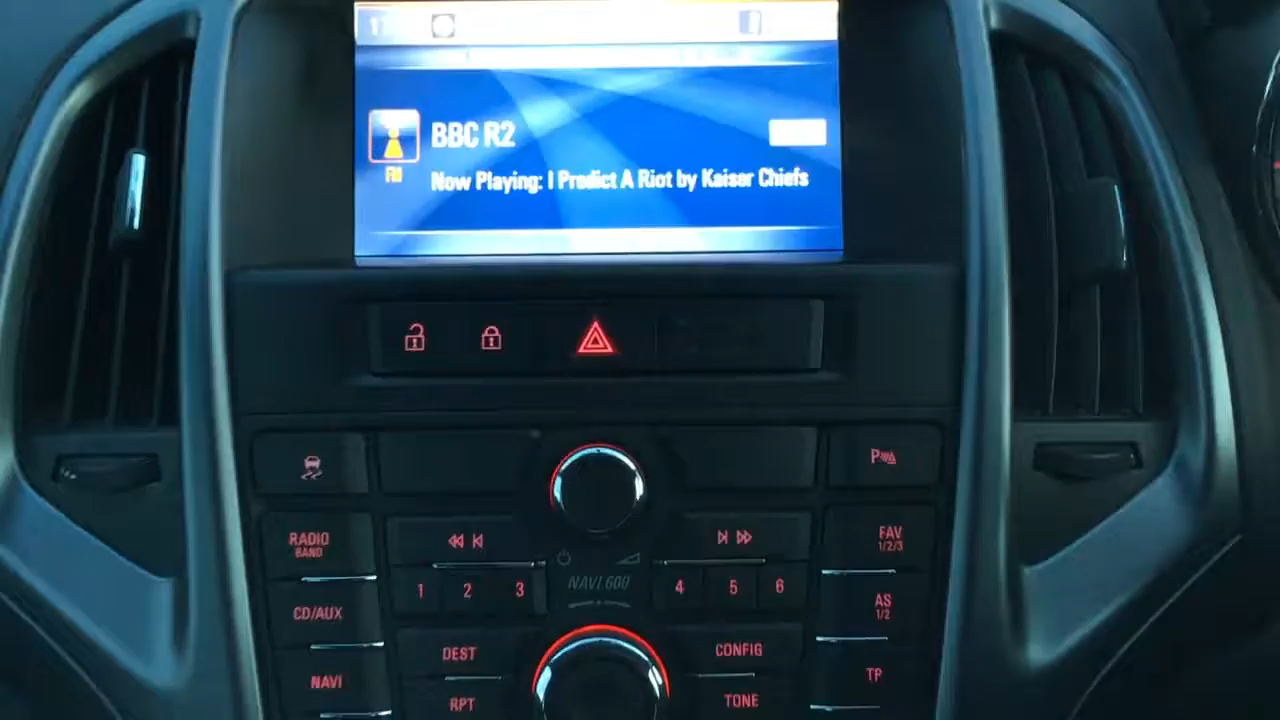 BBC R2
FM
Now Playing: I Predict A Riot by Kaiser Chiefs
P
RADIO
BAND
FAV
1/2/3
1 2 3
NAVI 600
4 5 6
CD/AUX
AS
1/2
DEST
CONFIG
NAVI
TP
RPT
TONE